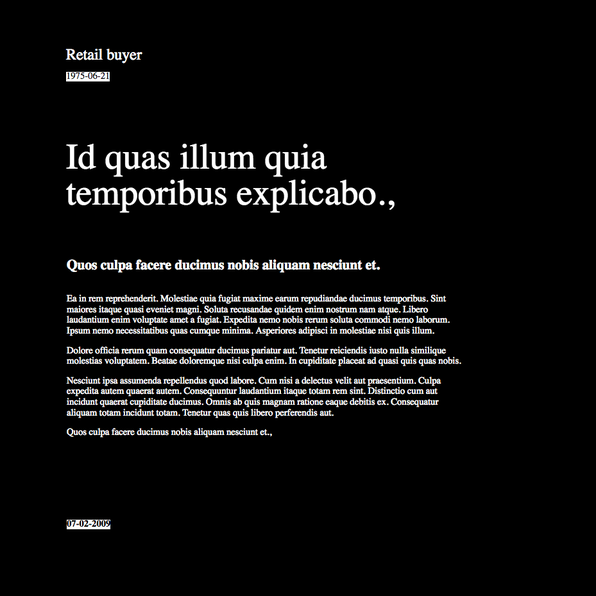 Retail buyer
1975-06-21
Id quas illum quia
temporibus explicabo.,
Quos culpa facere ducimus nobis aliquam nesciunt et.
Ea in rem reprehenderit. Molestiae quia fugiat maxime earum repudiandae ducimus temporibus. Sint
maiores itaque quasi eveniet magni. Soluta recusandae quidem enim nostrum nam atque. Libero
laudantium enim voluptate amet a fugiat. Expedita nemo nobis rerum soluta commodi nemo laborum.
Ipsum nemo necessitatibus quas cumque minima. Asperiores adipisci in molestiae nisi quis illum.
Dolore officia rerum quam consequatur ducimus pariatur aut. Tenetur reiciendis iusto nulla similique
molestias voluptatem. Beatae doloremque nisi culpa enim. In cupiditate placeat ad quasi quis quas nobis.
Nesciunt ipsa assumenda repellendus quod labore. Cum nisi a delectus velit aut praesentium. Culpa
expedita autem quaerat autem. Consequuntur laudantium itaque totam rem sint. Distinctio cum aut
incidunt quaerat cupiditate ducimus. Omnis ab quis magnam ratione eaque debitis ex. Consequatur
aliquam totam incidunt totam. Tenetur quas quis libero perferendis aut.
Quos culpa facere ducimus nobis aliquam nesciunt et.,
07-02-2009